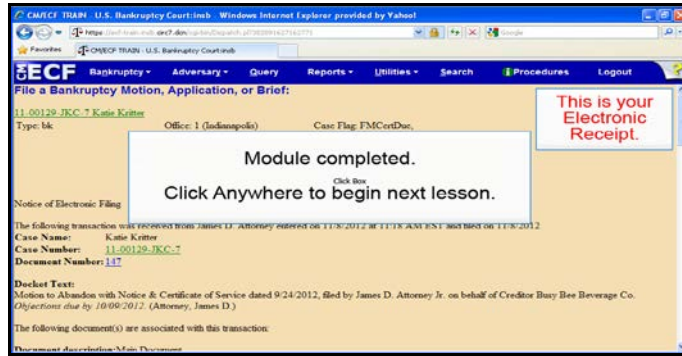 CM/ECF TRAIN - U.S. Bankruptcy Court:insb - Windows Internet Explorer provided by Yahoo!
Google
Favorites CM/ECF TRAIN - U.S. Bankruptcy Court:insb
ECF Bankruptcy Adversary Query Reports Utilities Search Procedures Logout
File a Bankruptcy Motion, Application, or Brief:
11-00129-JKC-7 Katie Kritter
Type: bk Office: 1 (Indianapolis) Case Flag: FMCertDue,
This is your
Electronic
Receipt.
Module completed.
Click Box
Click Anywhere to begin next lesson.
Notice of Electronic Filing
The following transaction was received from James D. Attorney entered on 11/8/2012 at 11:18 AM EST and filed on 11/8/2012
Case Name: Katie Kritter
Case Number: 11-00129-JKC-7
Document Number: 147
Docket Text:
Motion to Abandon with Notice & Certificate of Service dated 9/24/2012, filed by James D. Attorney Jr. on behalf of Creditor Busy Bee Beverage Co.
Objections due by 10/09/2012. (Attorney, James D.)
The following document(s) are associated with this transaction:
Document description:Main Document